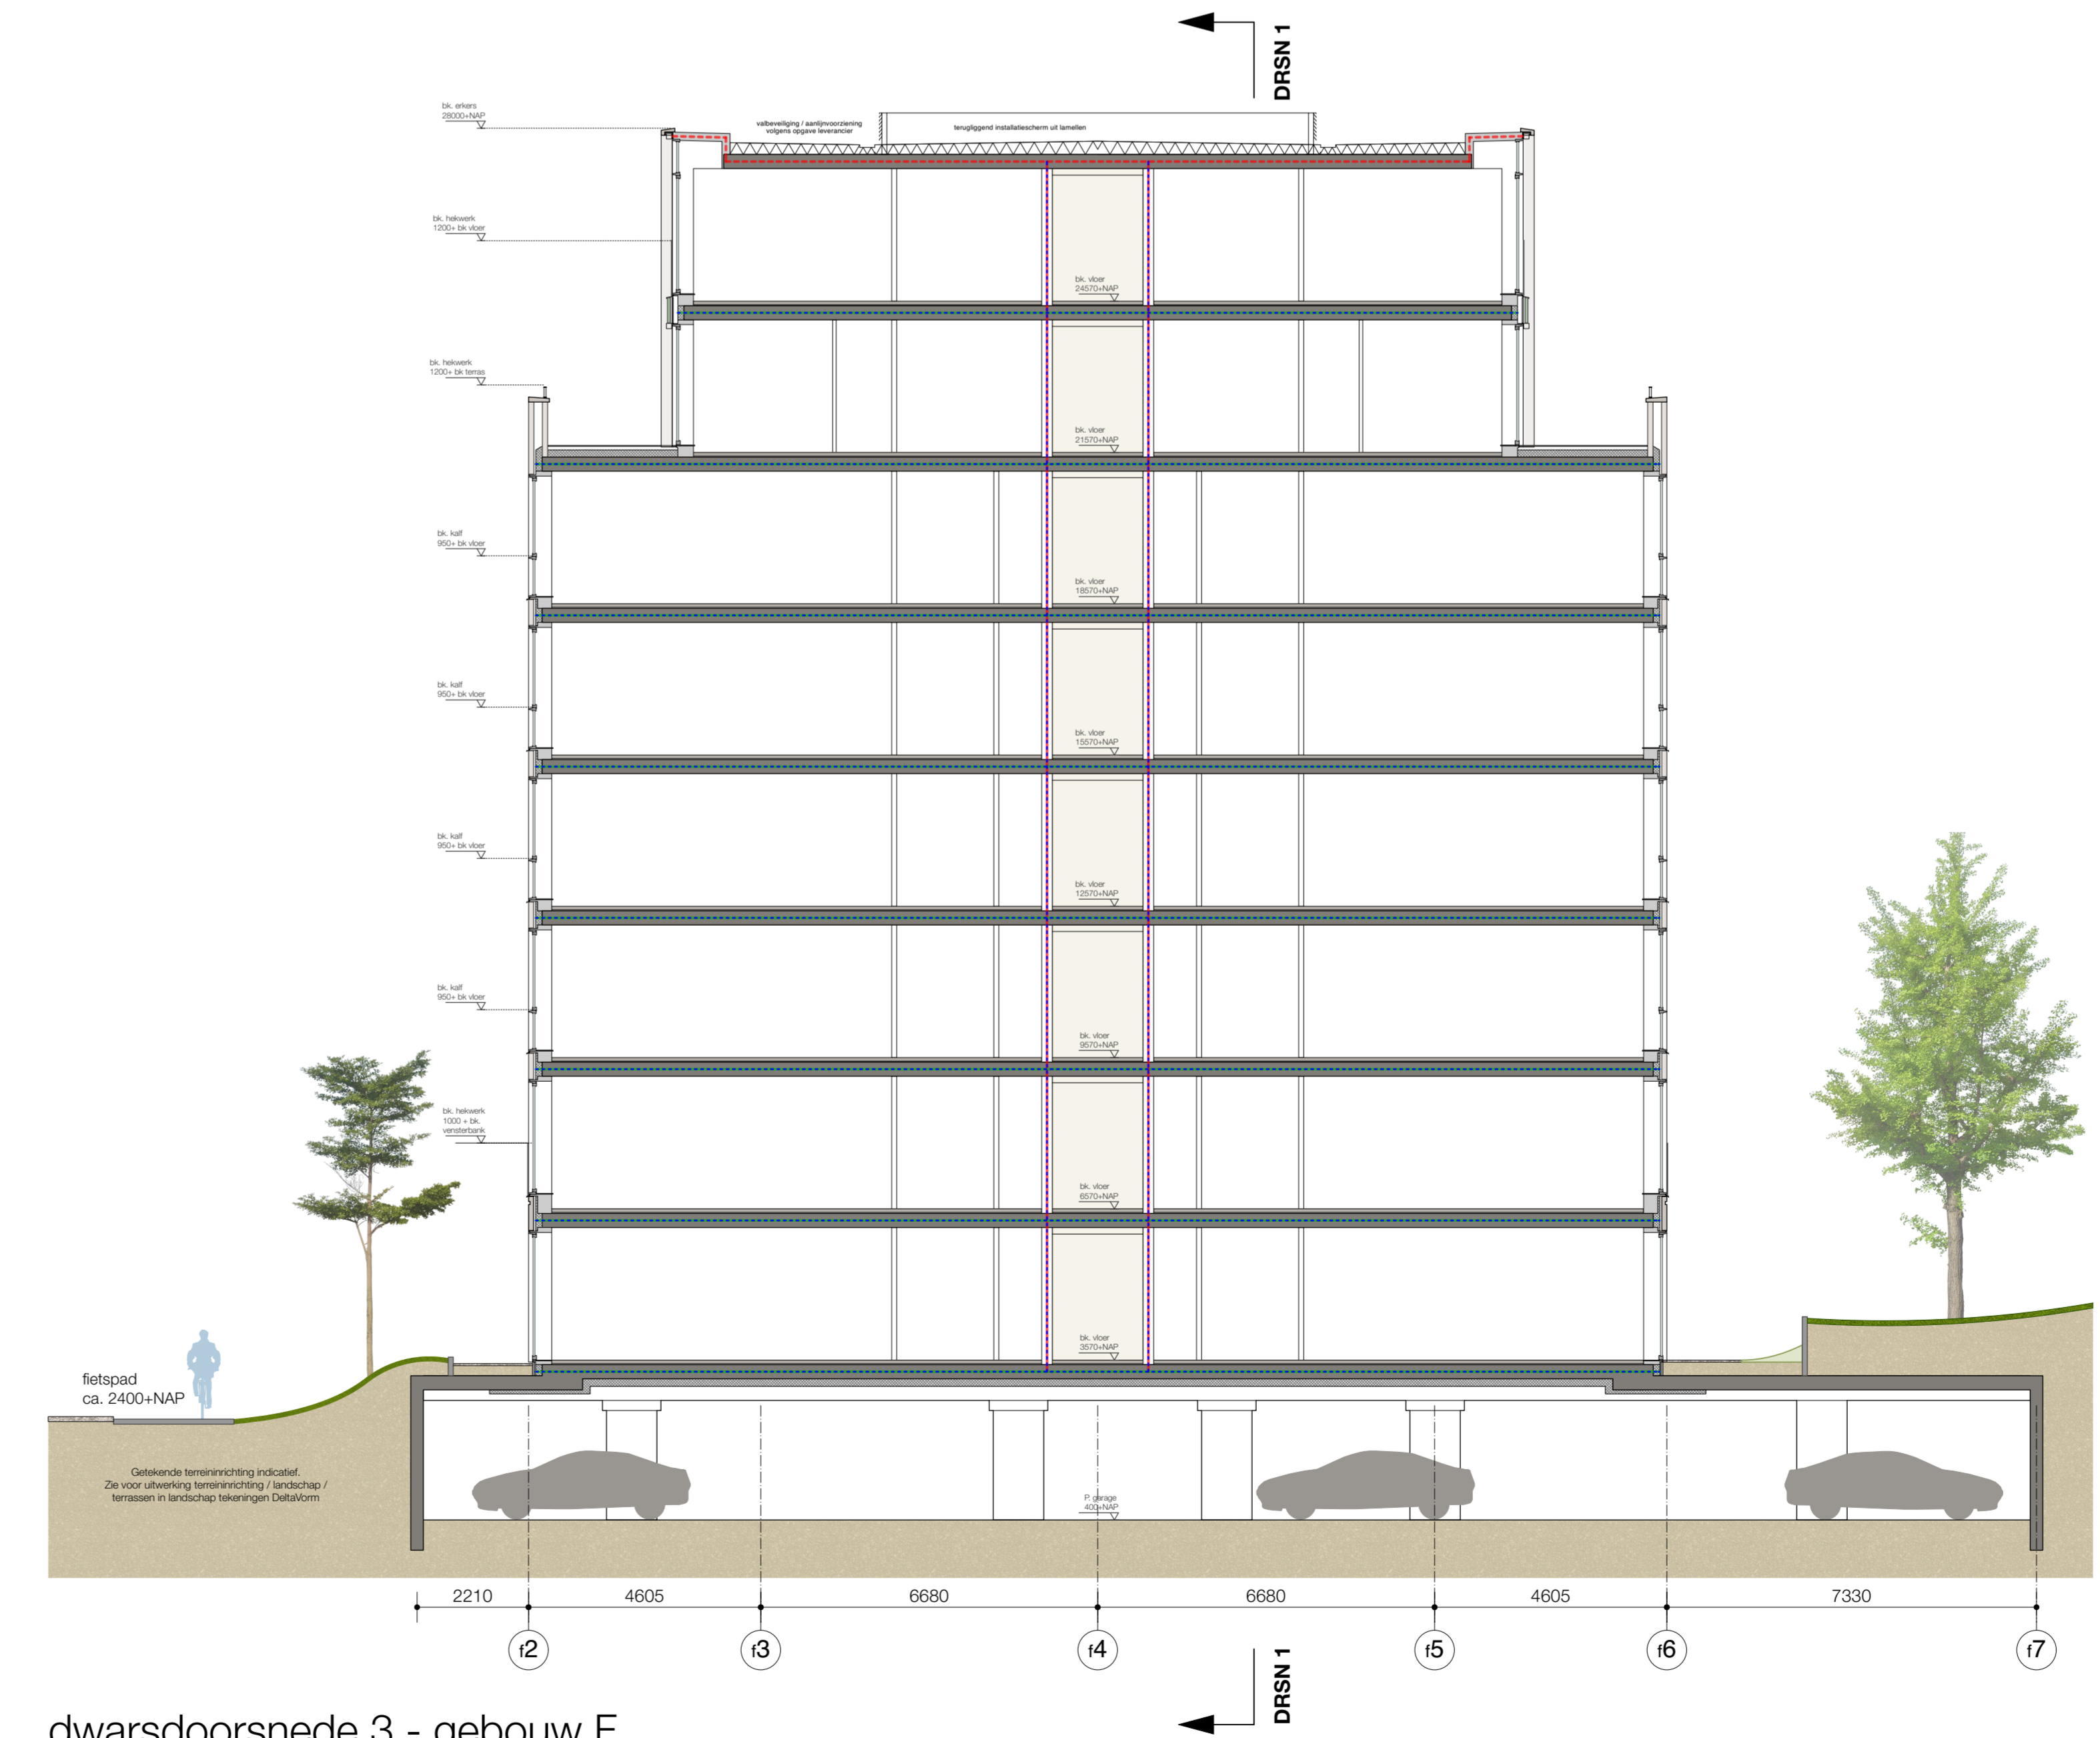 DRSN 1
bk. erkers
28000+NAP
valbeveiliging / aanlijnvoorziening
volgens opgave leverancier
terugliggend installatiescherm uit lamellen
bk. hekwerk
1200+ bk vloer
bk. vloer
24570+NAP
bk. hekwerk
1200+ bk terras
bk. vloer
21570+NAP
bk. kalf
950+ bk vloer
bk. vloer
18570+NAP
bk. kalf
950+ bk vloer
bk. vloer
15570+NAP
bk. kalf
950+ bk vloer
bk. vloer
12570+NAP
bk. kalf
950+ bk vloer
bk. vloer
9570+NAP
bk. hekwerk
1000 + bk.
vensterbank
bk. vloer
6570+NAP
bk. vloer
3570+NAP
fietspad
ca. 2400+NAP
Getekende terreininrichting indicatief.
Zie voor uitwerking terreininrichting / landschap /
terrassen in landschap tekeningen DeltaVorm
P. garage
400+NAP
2210 4605 6680 6680 4605 7330
f2 f3 f4 f5 f6 f7
DRSN 1
dwarsdoorsnede 3 - gebouw F